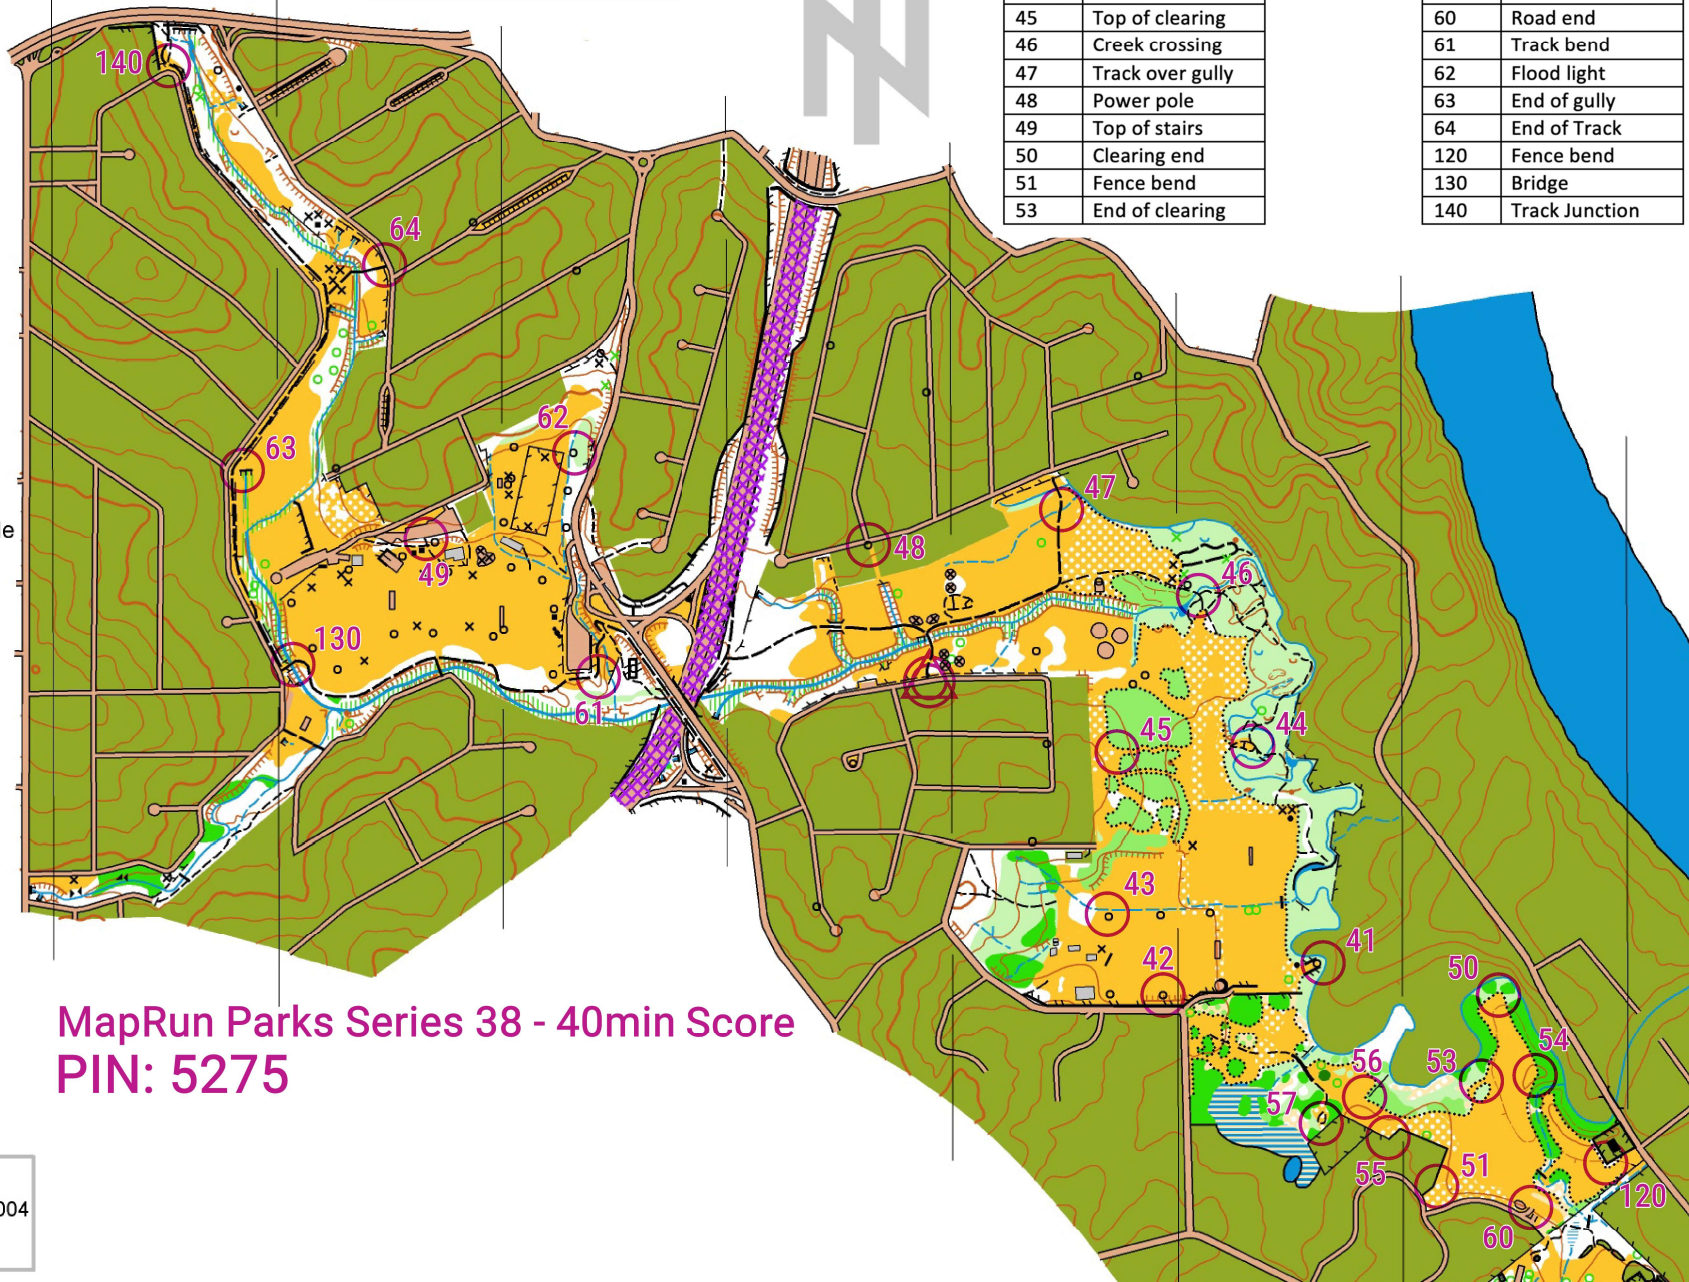 45 Top of clearing
46 Creek crossing
47 Track over gully
48 Power pole
49 Top of stairs
50 Clearing end
51 Fence bend
53 End of clearing
60 Road end
61 Track bend
62 Flood light
63 End of gully
64 End of Track
120 Fence bend
130 Bridge
140 Track Junction
N
140
64
62
63
47
48
49
46
130
61
45
44
43
42
41
50
54
53
56
57
55
51
120
60
le
MapRun Parks Series 38 - 40min Score
PIN: 5275
004